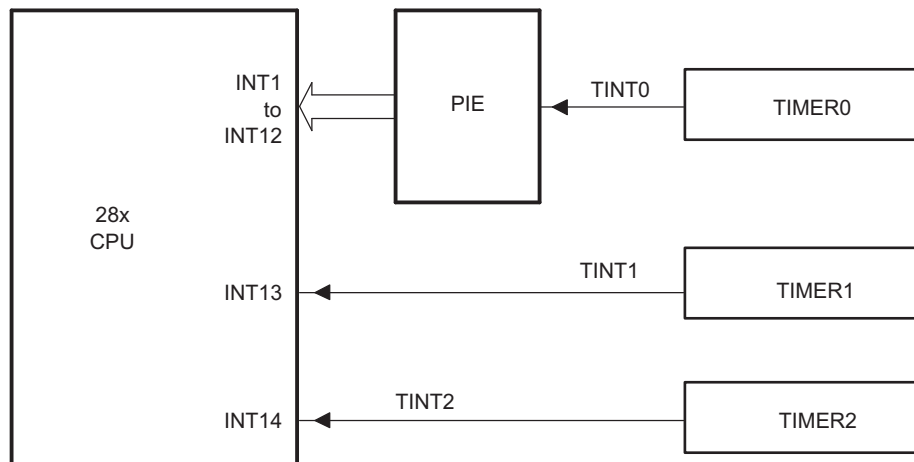 INT1
to
INT12
PIE
TINT0
TIMER0
28x
CPU
INT13
TINT1
TIMER1
INT14
TINT2
TIMER2